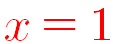 x = 1